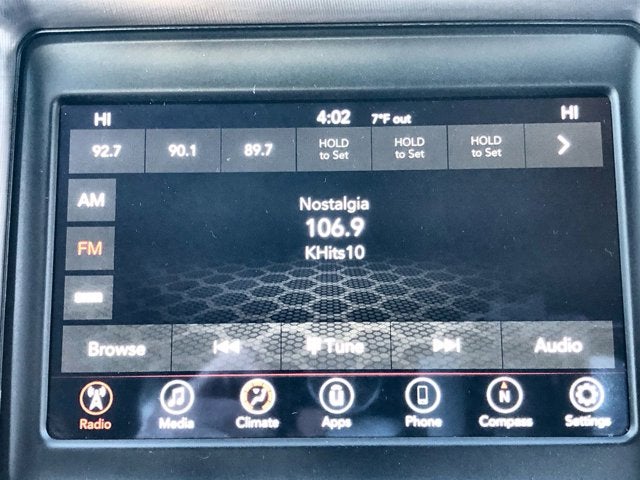 HI 4:02 7°F out HI
92.7 90.1 89.7 HOLD to Set HOLD to Set HOLD to Set
AM
Nostalgia
106.9
FM
KHits10
Browse Tune Audio
Radio Media Climate Apps Phone Compass Settings
N